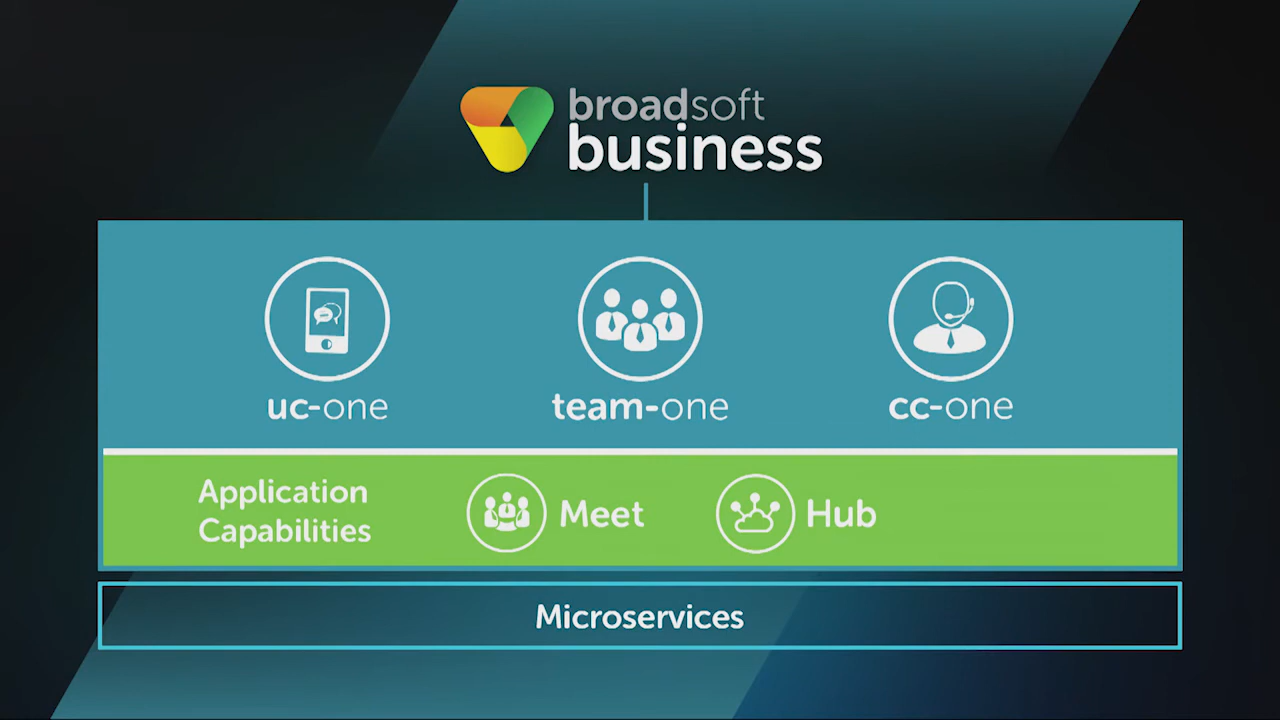 broadsoft
business
uc-one
team-one
cc-one
Application
Capabilities
Meet
Hub
Microservices